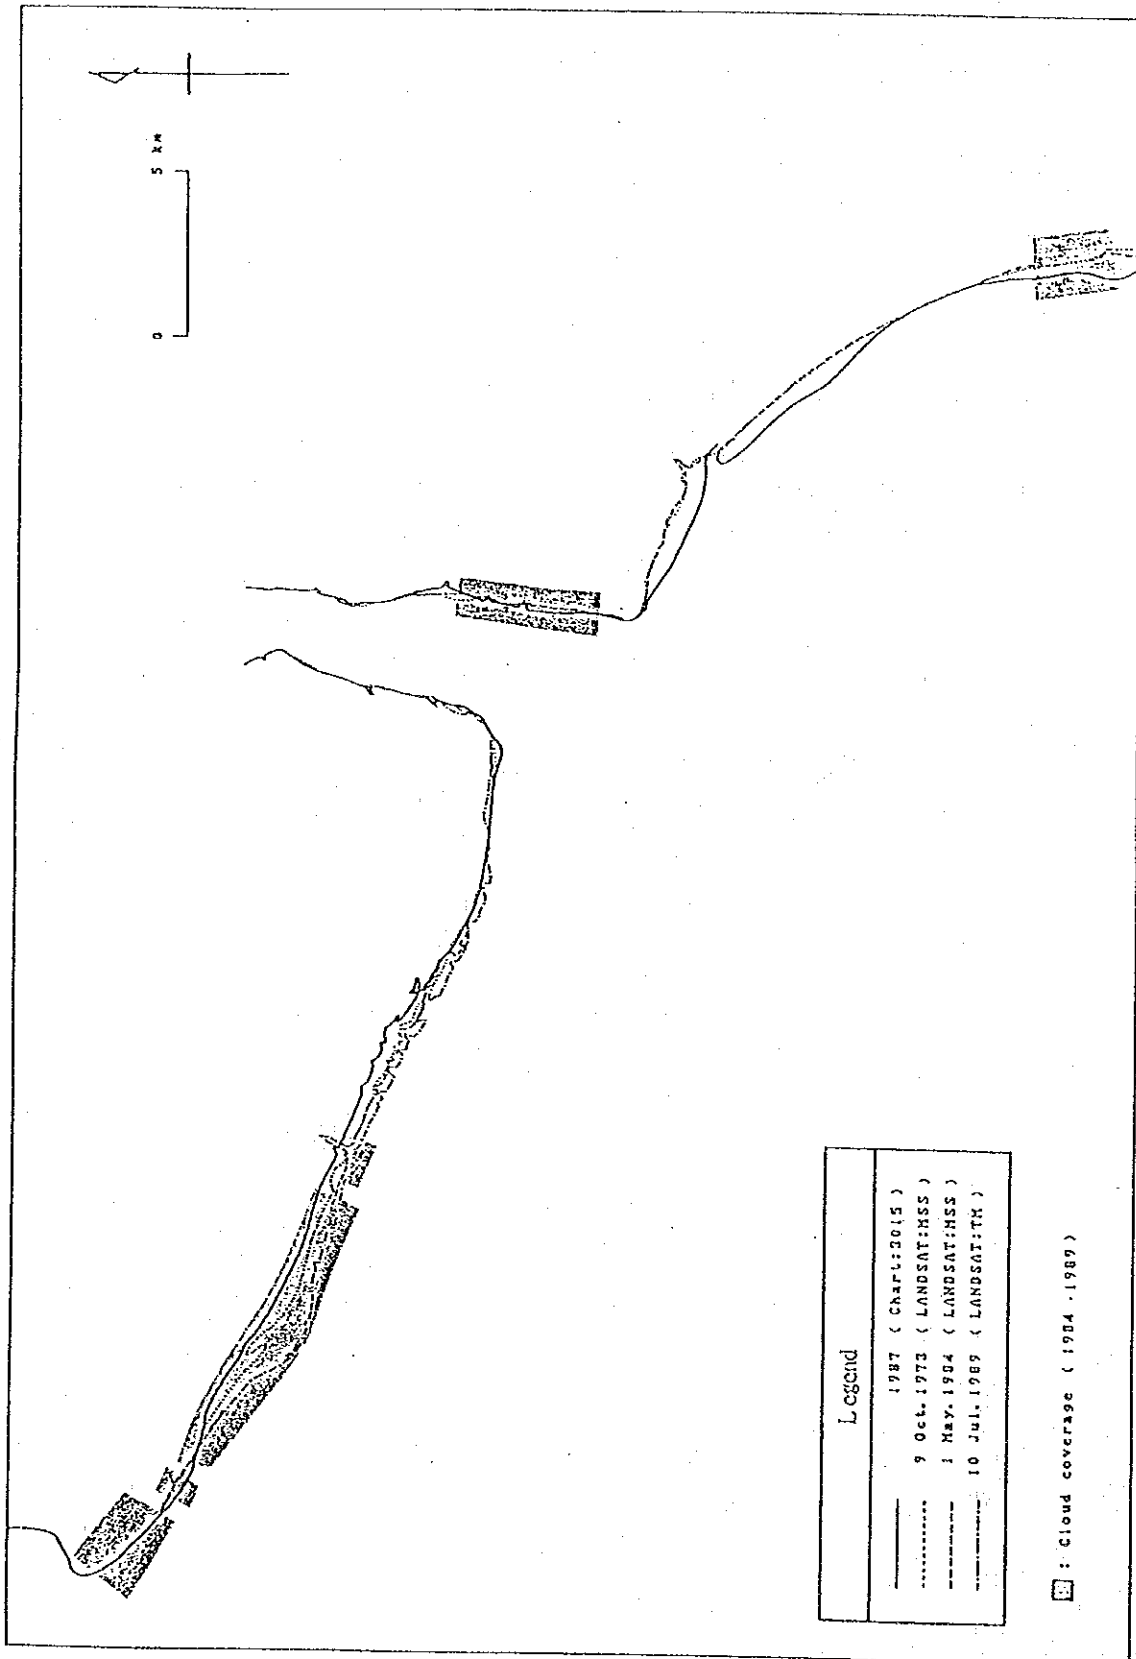 0 5 km
Legend
1987 ( Chart:3015 )
9 Oct. 1973 ( LANDSAT:MSS )
1 May. 1984 ( LANDSAT:MSS )
10 Jul. 1989 ( LANDSAT:TM )
: Cloud coverage ( 1984 . 1989 )